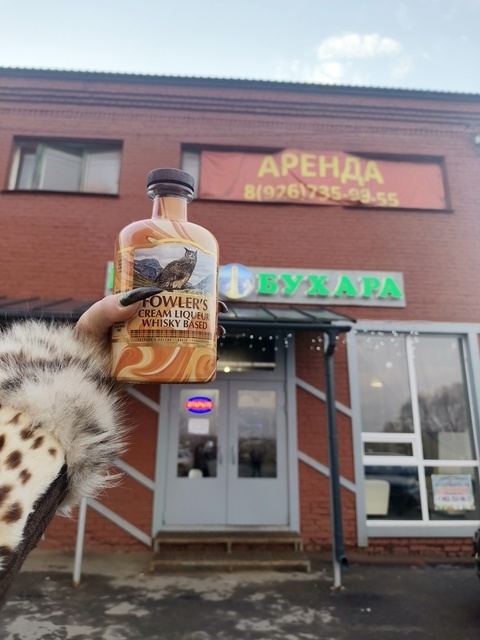 АРЕНДА
8(926)735-99-55
БУХАРА
FOWLER'S
CREAM LIQUEUR
WHISKY BASED